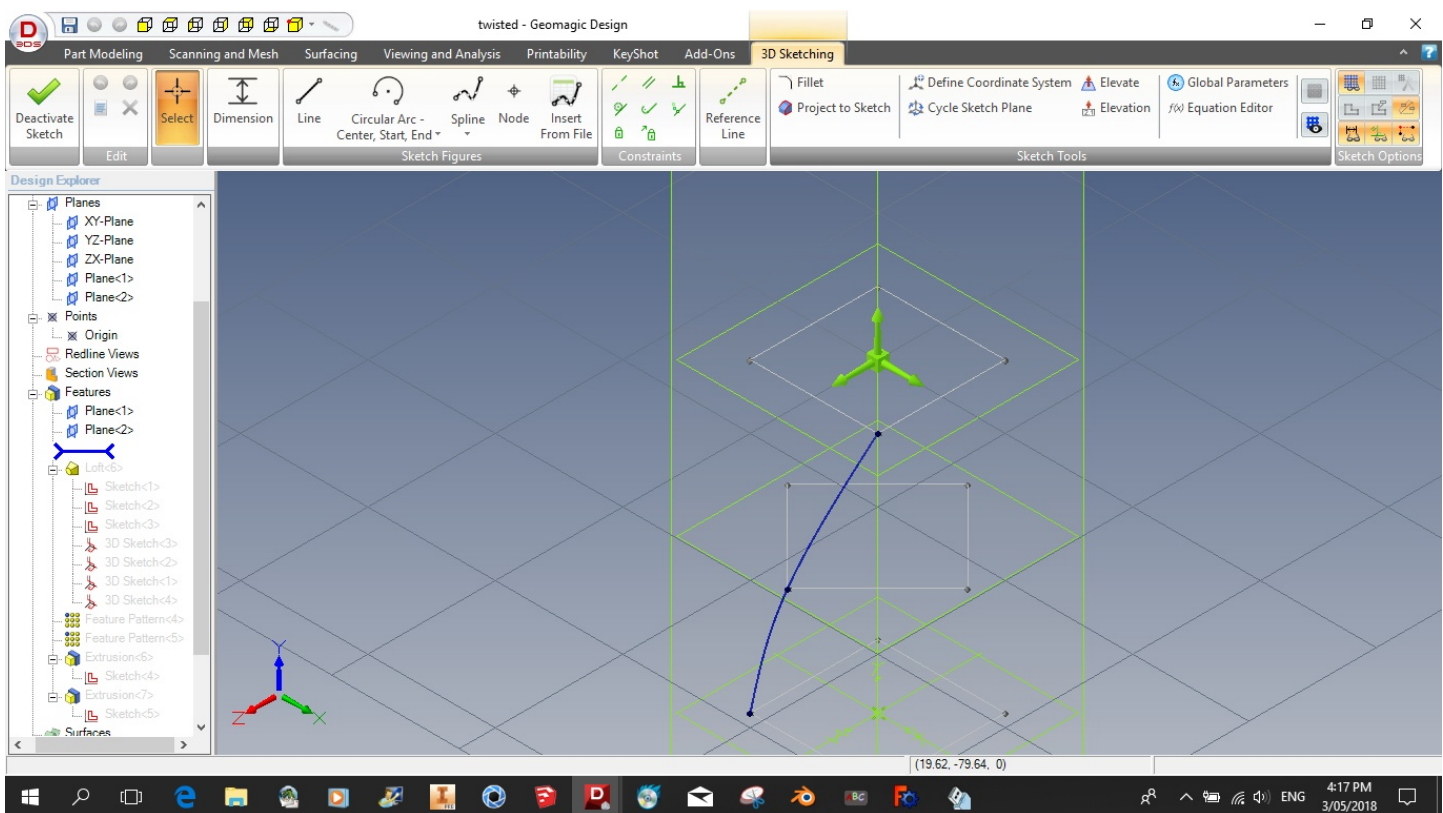 twisted - Geomagic Design
D
3DS
Part Modeling Scanning and Mesh Surfacing Viewing and Analysis Printability KeyShot Add-Ons 3D Sketching
Deactivate Sketch
Edit
Select
Dimension
Line
Circular Arc - Center, Start, End
Spline
Node
Insert From File
Sketch Figures
Constraints
Reference Line
Fillet
Project to Sketch
Define Coordinate System
Cycle Sketch Plane
Elevate
Elevation
Global Parameters
f(x) Equation Editor
Sketch Tools
Sketch Options
Design Explorer
Planes
XY-Plane
YZ-Plane
ZX-Plane
Plane<1>
Plane<2>
Points
Origin
Redline Views
Section Views
Features
Plane<1>
Plane<2>
Loft<6>
Sketch<1>
Sketch<2>
Sketch<3>
3D Sketch<3>
3D Sketch<2>
3D Sketch<1>
3D Sketch<4>
Feature Pattern<4>
Feature Pattern<5>
Extrusion<6>
Sketch<4>
Extrusion<7>
Sketch<5>
Surfaces
Y
Z
X
(19.62, -79.64, 0)
ENG
4:17 PM
3/05/2018